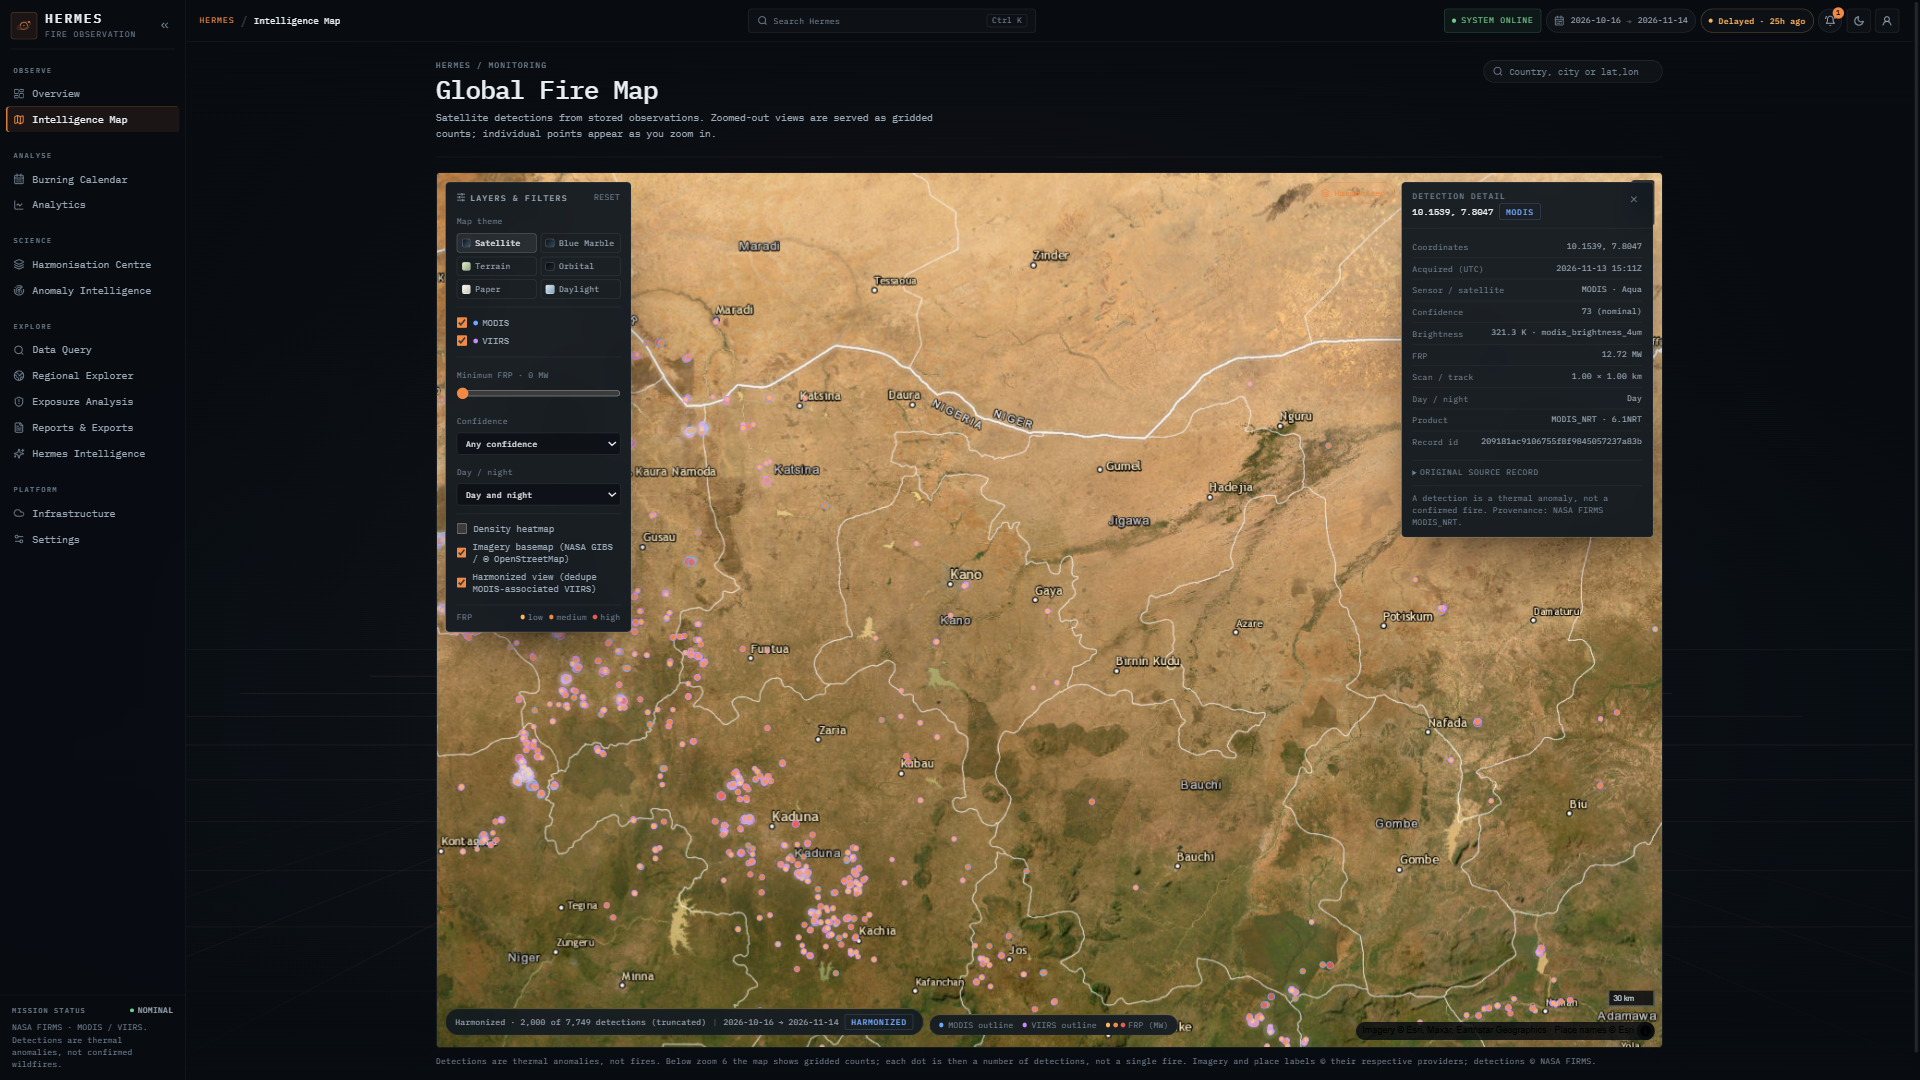 HERMES
FIRE OBSERVATION
OBSERVE
Overview
Intelligence Map
ANALYSE
Burning Calendar
Analytics
SCIENCE
Harmonisation Centre
Anomaly Intelligence
EXPLORE
Data Query
Regional Explorer
Exposure Analysis
Reports & Exports
Hermes Intelligence
PLATFORM
Infrastructure
Settings
MISSION STATUS
NOMINAL
NASA FIRMS · MODIS / VIIRS.
Detections are thermal
anomalies, not confirmed
wildfires.
HERMES / Intelligence Map
Search Hermes
Ctrl K
SYSTEM ONLINE
2026-10-16 → 2026-11-14
Delayed · 25h ago
1
HERMES / MONITORING
Global Fire Map
Satellite detections from stored observations. Zoomed-out views are served as gridded
counts; individual points appear as you zoom in.
Country, city or lat,lon
LAYERS & FILTERS
RESET
Map theme
Satellite
Blue Marble
Terrain
Orbital
Paper
Daylight
MODIS
VIIRS
Minimum FRP · 0 MW
Confidence
Any confidence
Day / night
Day and night
Density heatmap
Imagery basemap (NASA GIBS
/ © OpenStreetMap)
Harmonized view (dedupe
MODIS-associated VIIRS)
FRP
low
medium
high
DETECTION DETAIL
10.1539, 7.8047
MODIS
Coordinates
10.1539, 7.8047
Acquired (UTC)
2026-11-13 15:11Z
Sensor / satellite
MODIS · Aqua
Confidence
73 (nominal)
Brightness
321.3 K · modis_brightness_4um
FRP
12.72 MW
Scan / track
1.00 × 1.00 km
Day / night
Day
Product
MODIS_NRT · 6.1NRT
Record id
209181ac9106755f8f9845057237a83b
ORIGINAL SOURCE RECORD
A detection is a thermal anomaly, not a
confirmed fire. Provenance: NASA FIRMS
MODIS_NRT.
Maradi
Zinder
Tessaoua
Maradi
Katsina
Daura
NIGERIA
NIGER
Nguru
Kaura Namoda
Katsina
Gumel
Hadejia
Jigawa
Gusau
Kano
Gaya
Kano
Azare
Potiskum
Damaturu
Funtua
Birnin Kudu
Zaria
Nafada
Kubau
Bauchi
Biu
Kaduna
Gombe
Kaduna
Bauchi
Gombe
Tegina
Kachia
Zungeru
Niger
Jos
Minna
Kafanchan
Adamawa
30 km
Harmonized · 2,000 of 7,749 detections (truncated) | 2026-10-16 → 2026-11-14
HARMONIZED
MODIS outline
VIIRS outline
FRP (MW)
ke
Imagery © Esri, Maxar, Earthstar Geographics · Place names © Esri
Detections are thermal anomalies, not fires. Below zoom 6 the map shows gridded counts; each dot is then a number of detections, not a single fire. Imagery and place labels © their respective providers; detections © NASA FIRMS.